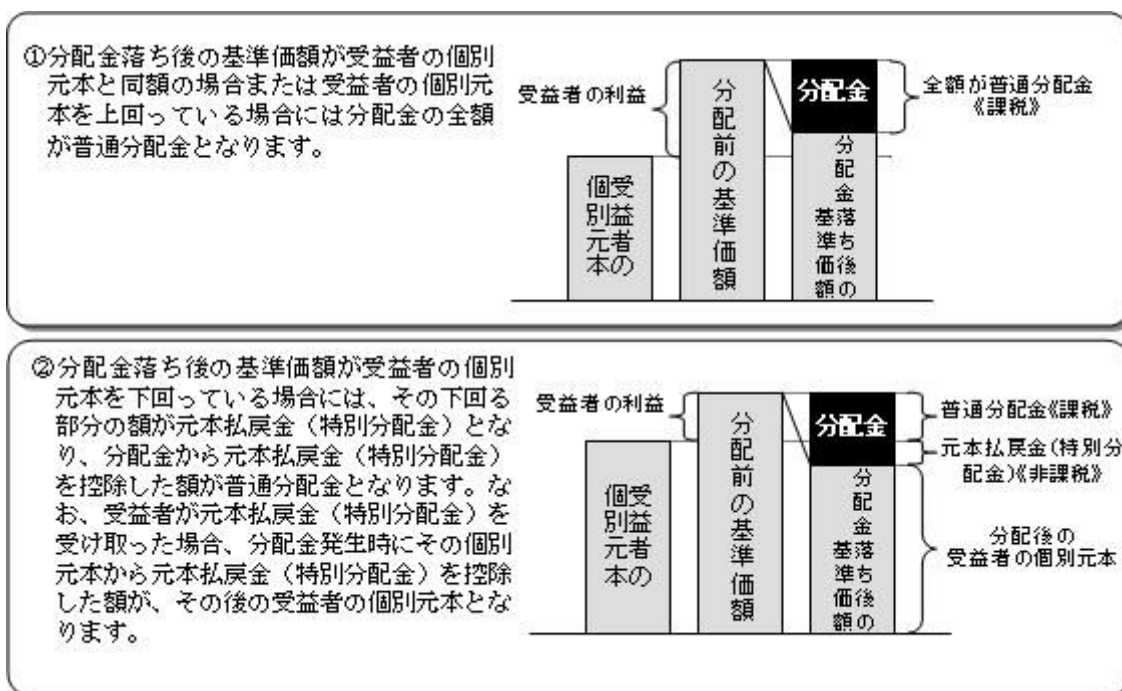 ①分配金落ち後の基準価額が受益者の個別
元本と同額の場合または受益者の個別元
本を上回っている場合には分配金の全額
が普通分配金となります。
受益者の利益
受益者の
個別元本
分配前の基準価額
分配金
分配金落ち後の
基準価額
全額が普通分配金
《課税》
②分配金落ち後の基準価額が受益者の個別
元本を下回っている場合には、その下回る
部分の額が元本払戻金（特別分配金）とな
り、分配金から元本払戻金（特別分配金）
を控除した額が普通分配金となります。な
お、受益者が元本払戻金（特別分配金）を
受け取った場合、分配金発生時にその個別
元本から元本払戻金（特別分配金）を控除
した額が、その後の受益者の個別元本とな
ります。
受益者の利益
受益者の
個別元本
分配前の基準価額
分配金
分配金落ち後の
基準価額
普通分配金《課税》
元本払戻金(特別分
配金)《非課税》
分配後の
受益者の個別元本